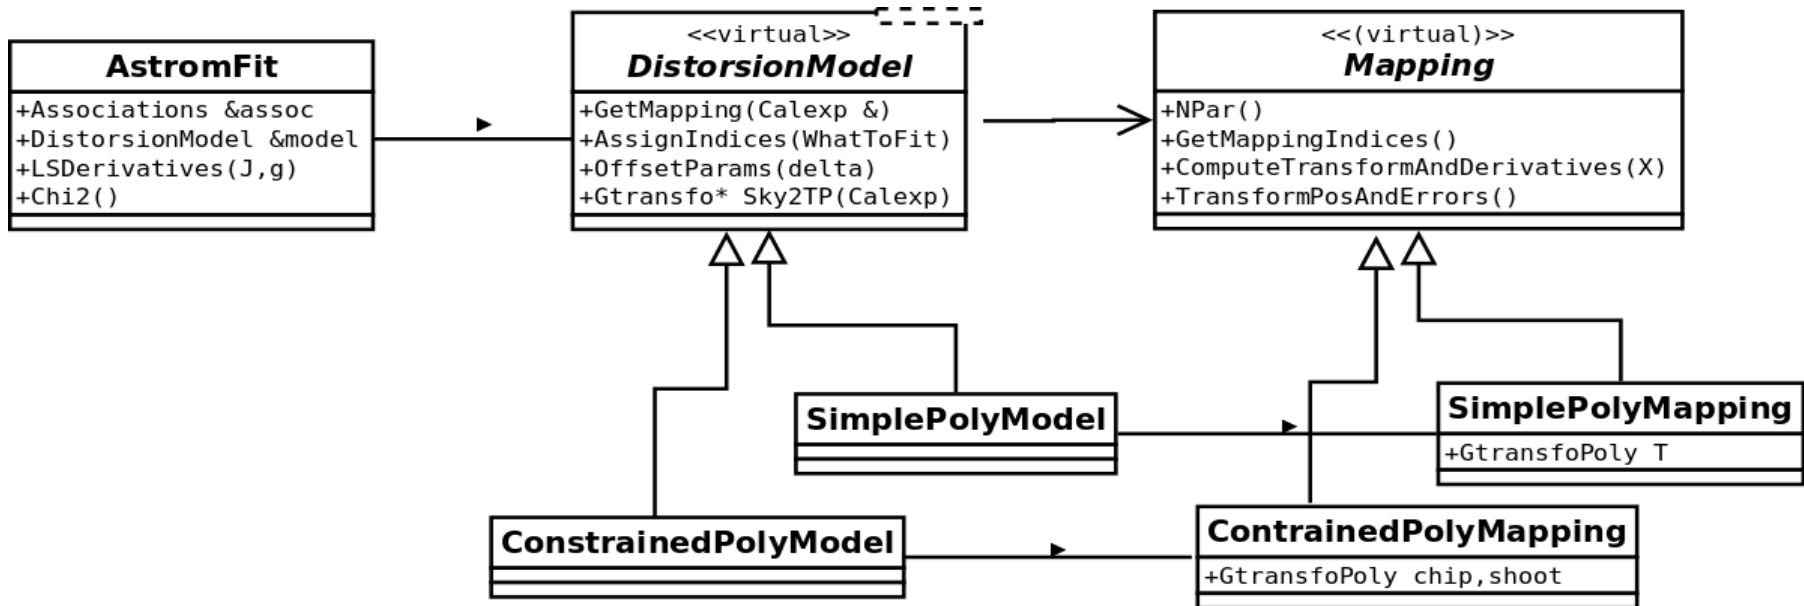 AstromFit
+Associations &assoc
+DistorsionModel &model
+LSDerivatives(J,g)
+Chi2()
<<virtual>>
DistorsionModel
+GetMapping(Calexp &)
+AssignIndices(WhatToFit)
+OffsetParams(delta)
+Gtransfo* Sky2TP(Calexp)
<<(virtual)>>
Mapping
+NPar()
+GetMappingIndices()
+ComputeTransformAndDerivatives(X)
+TransformPosAndErrors()
SimplePolyModel
SimplePolyMapping
+GtransfoPoly T
ConstrainedPolyModel
ContrainedPolyMapping
+GtransfoPoly chip,shoot